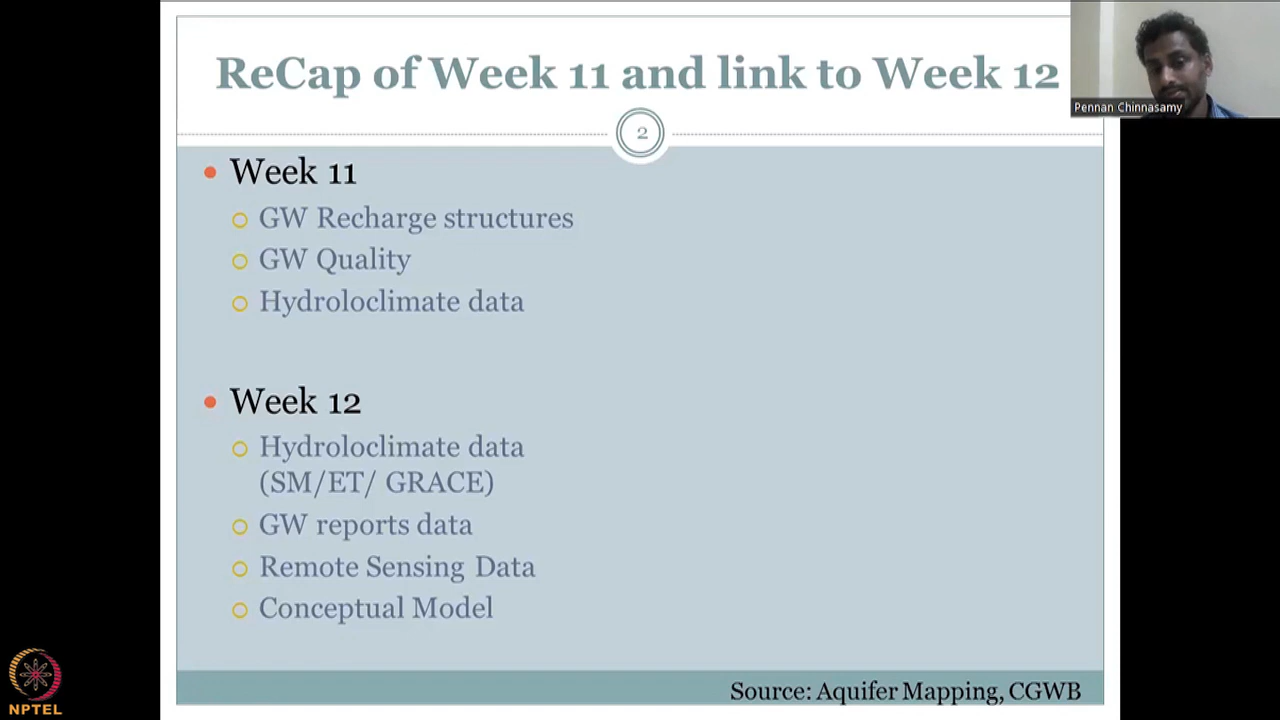 ReCap of Week 11 and link to Week 12
Pennan Chinnasamy
2
Week 11
GW Recharge structures
GW Quality
Hydroloclimate data
Week 12
Hydroloclimate data
(SM/ET/ GRACE)
GW reports data
Remote Sensing Data
Conceptual Model
Source: Aquifer Mapping, CGWB
NPTEL